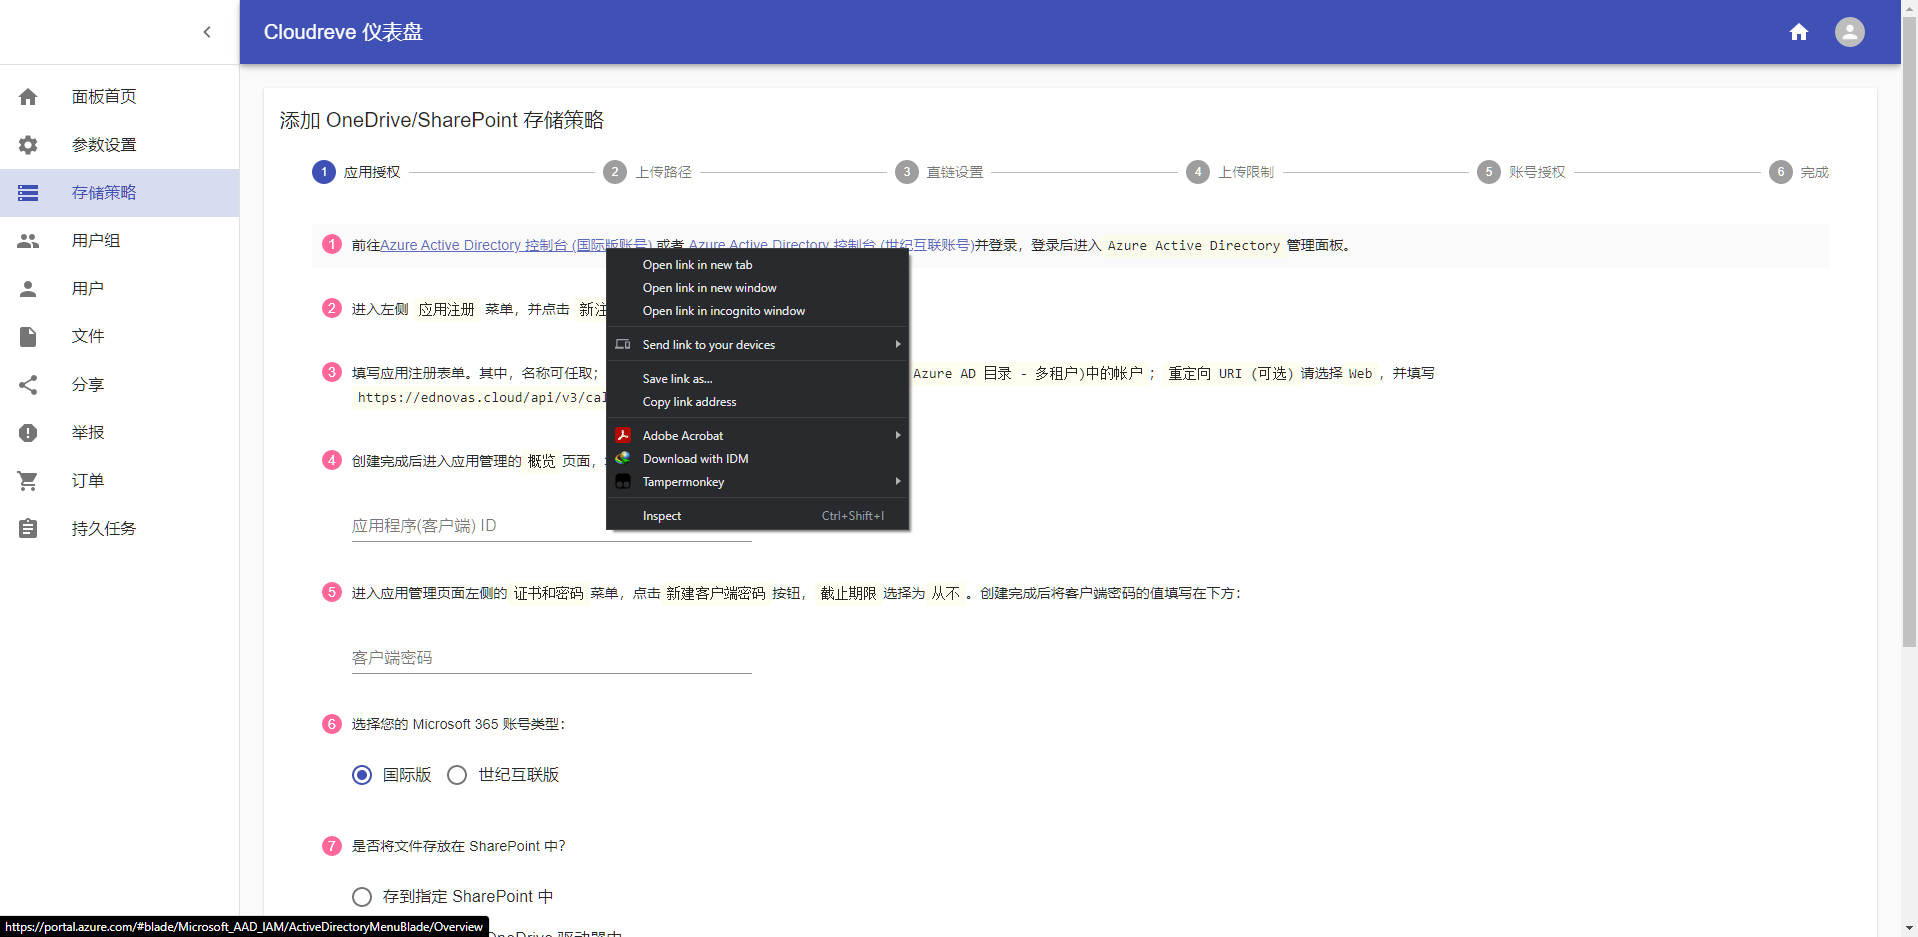 Cloudreve 仪表盘
面板首页
参数设置
存储策略
用户组
用户
文件
分享
举报
订单
持久任务
添加 OneDrive/SharePoint 存储策略
1 应用授权
2 上传路径
3 直链设置
4 上传限制
5 账号授权
6 完成
1 前往Azure Active Directory 控制台 (国际版账号) 或者 Azure Active Directory 控制台 (世纪互联账号)并登录，登录后进入 Azure Active Directory 管理面板。
2 进入左侧 应用注册 菜单，并点击 新注
3 填写应用注册表单。其中，名称可任取； Azure AD 目录 - 多租户)中的帐户 ； 重定向 URI (可选) 请选择 Web ，并填写
https://ednovas.cloud/api/v3/cal
4 创建完成后进入应用管理的 概览 页面，
应用程序(客户端) ID
5 进入应用管理页面左侧的 证书和密码 菜单，点击 新建客户端密码 按钮， 截止期限 选择为 从不 。创建完成后将客户端密码的值填写在下方：
客户端密码
6 选择您的 Microsoft 365 账号类型：
国际版
世纪互联版
7 是否将文件存放在 SharePoint 中？
存到指定 SharePoint 中
OneDrive 驱动器中
Open link in new tab
Open link in new window
Open link in incognito window
Send link to your devices
Save link as...
Copy link address
Adobe Acrobat
Download with IDM
Tampermonkey
Inspect Ctrl+Shift+I
https://portal.azure.com/#blade/Microsoft_AAD_IAM/ActiveDirectoryMenuBlade/Overview